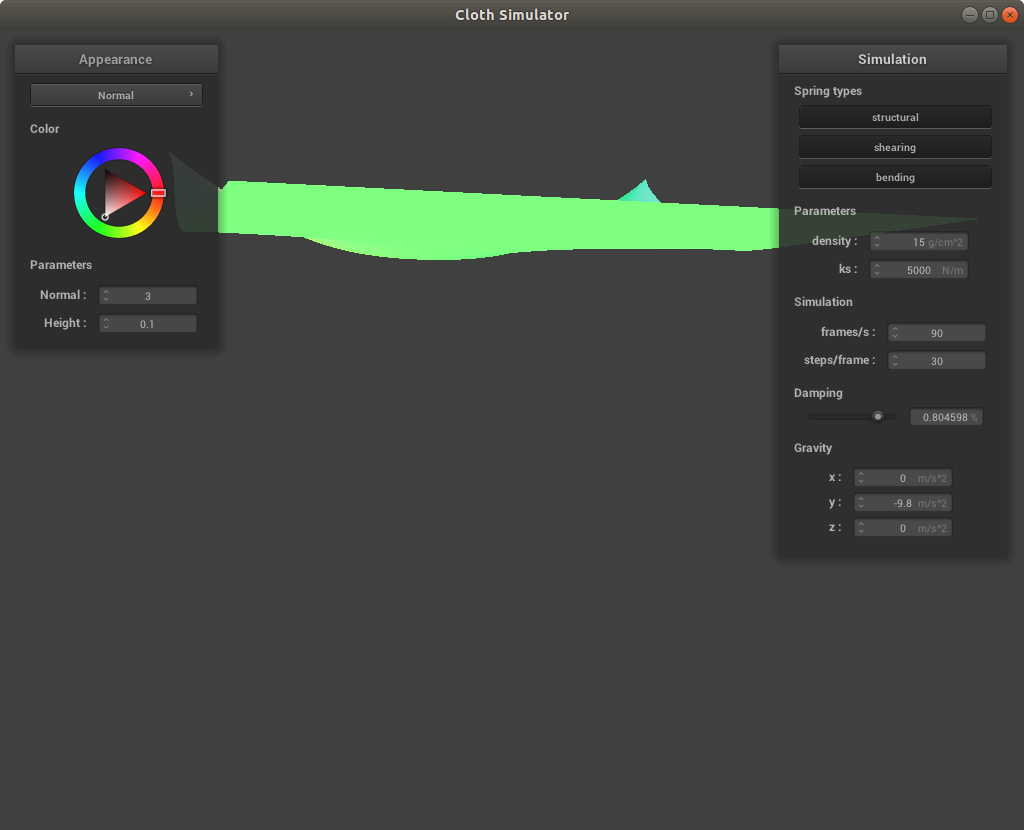 Cloth Simulator
Appearance
Normal
Color
Parameters
Normal : 3
Height : 0.1
Simulation
Spring types
structural
shearing
bending
Parameters
density : 15 g/cm^2
ks : 5000 N/m
Simulation
frames/s : 90
steps/frame : 30
Damping
0.804598 %
Gravity
x : 0 m/s^2
y : -9.8 m/s^2
z : 0 m/s^2